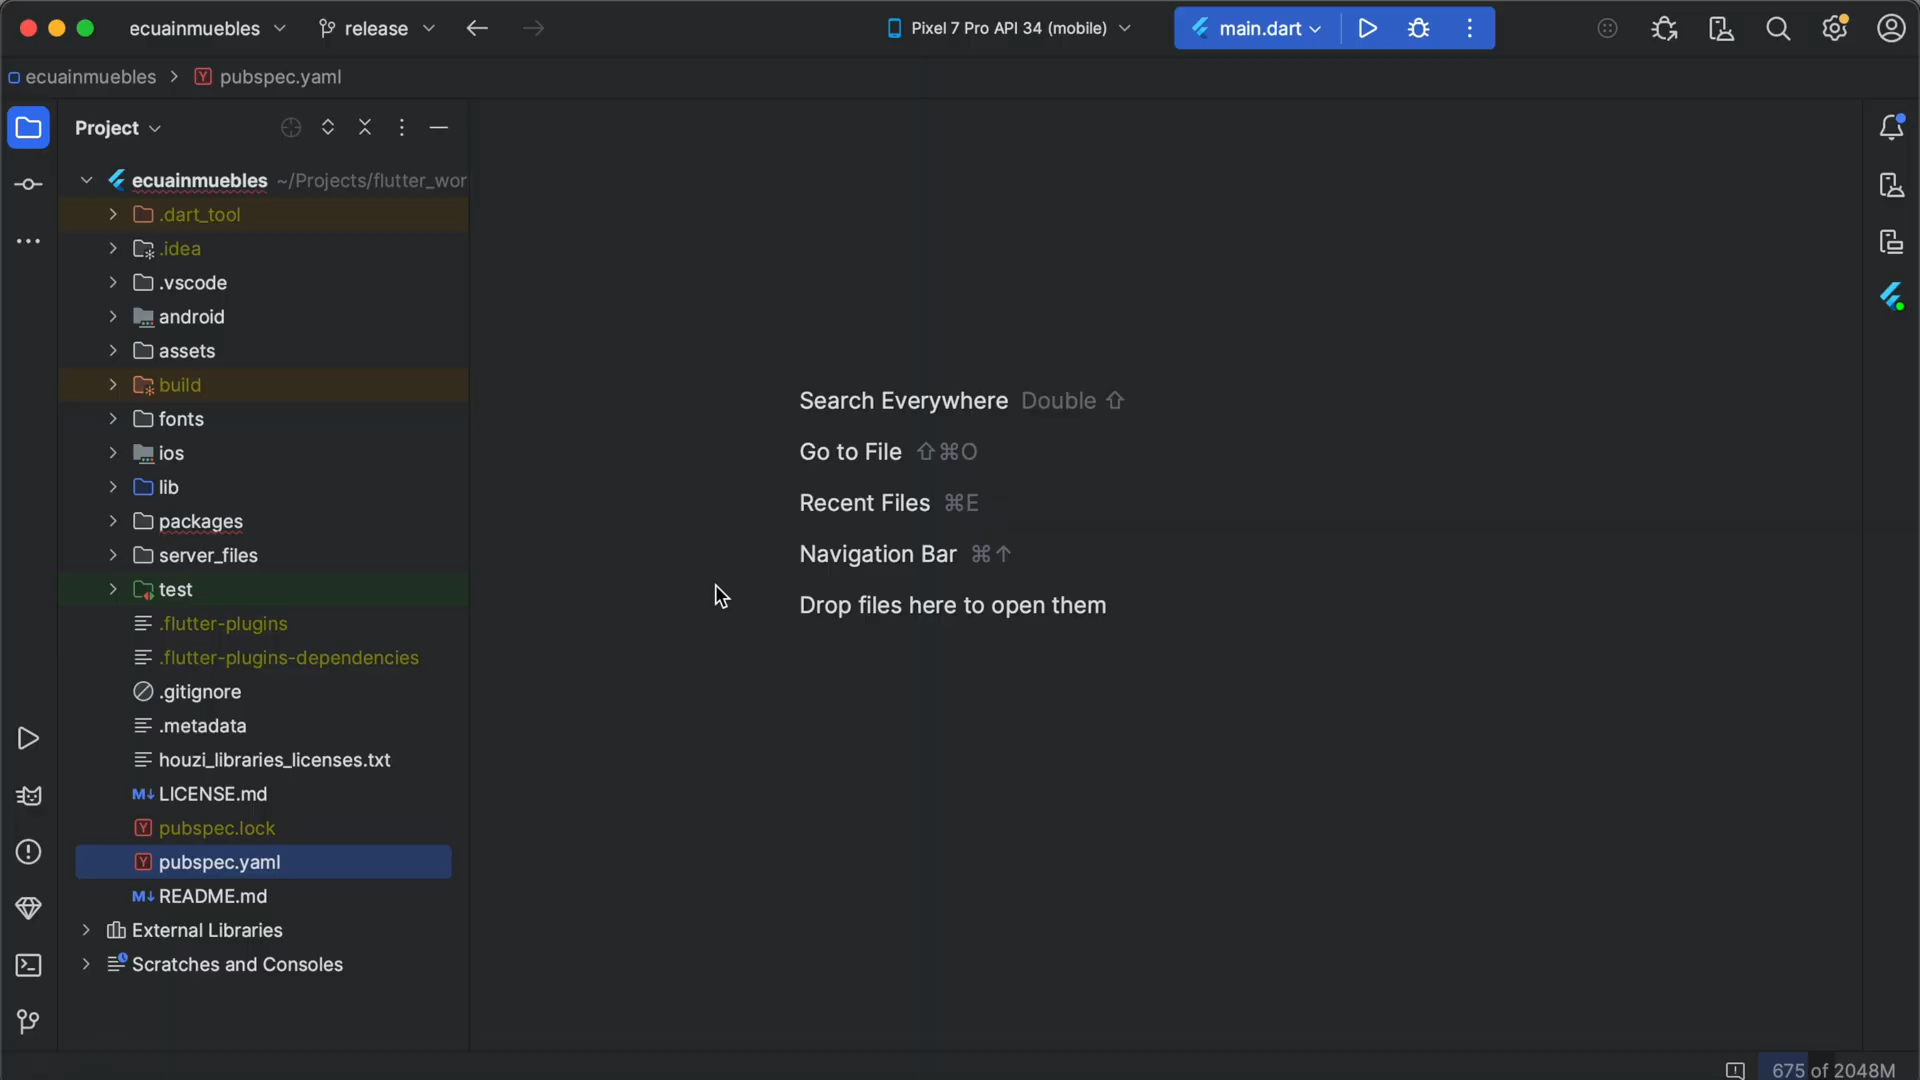 ecuainmuebles
release
Pixel 7 Pro API 34 (mobile)
main.dart
ecuainmuebles
pubspec.yaml
Project
ecuainmuebles ~/Projects/flutter_wor
.dart_tool
.idea
.vscode
android
assets
build
fonts
ios
lib
packages
server_files
test
.flutter-plugins
.flutter-plugins-dependencies
.gitignore
.metadata
houzi_libraries_licenses.txt
LICENSE.md
pubspec.lock
pubspec.yaml
README.md
External Libraries
Scratches and Consoles
Search Everywhere Double ⇧
Go to File ⇧⌘O
Recent Files ⌘E
Navigation Bar ⌘↑
Drop files here to open them
675 of 2048M